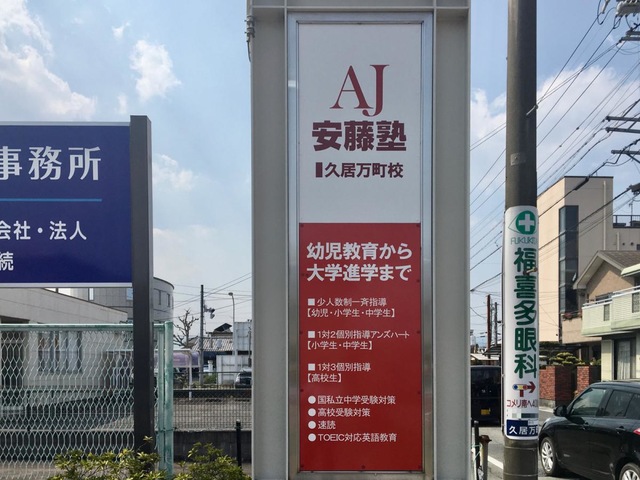 事務所
会社・法人
続
AJ
安藤塾
久居万町校
幼児教育から
大学進学まで
■少人数制一斉指導
【幼児・小学生・中学生】
■1対2個別指導アンズハート
【小学生・中学生】
■1対3個別指導
【高校生】
●国私立中学受験対策
●高校受験対策
●速読
●TOEIC対応英語教育
福喜多眼科
コメリ南へ
久居万町